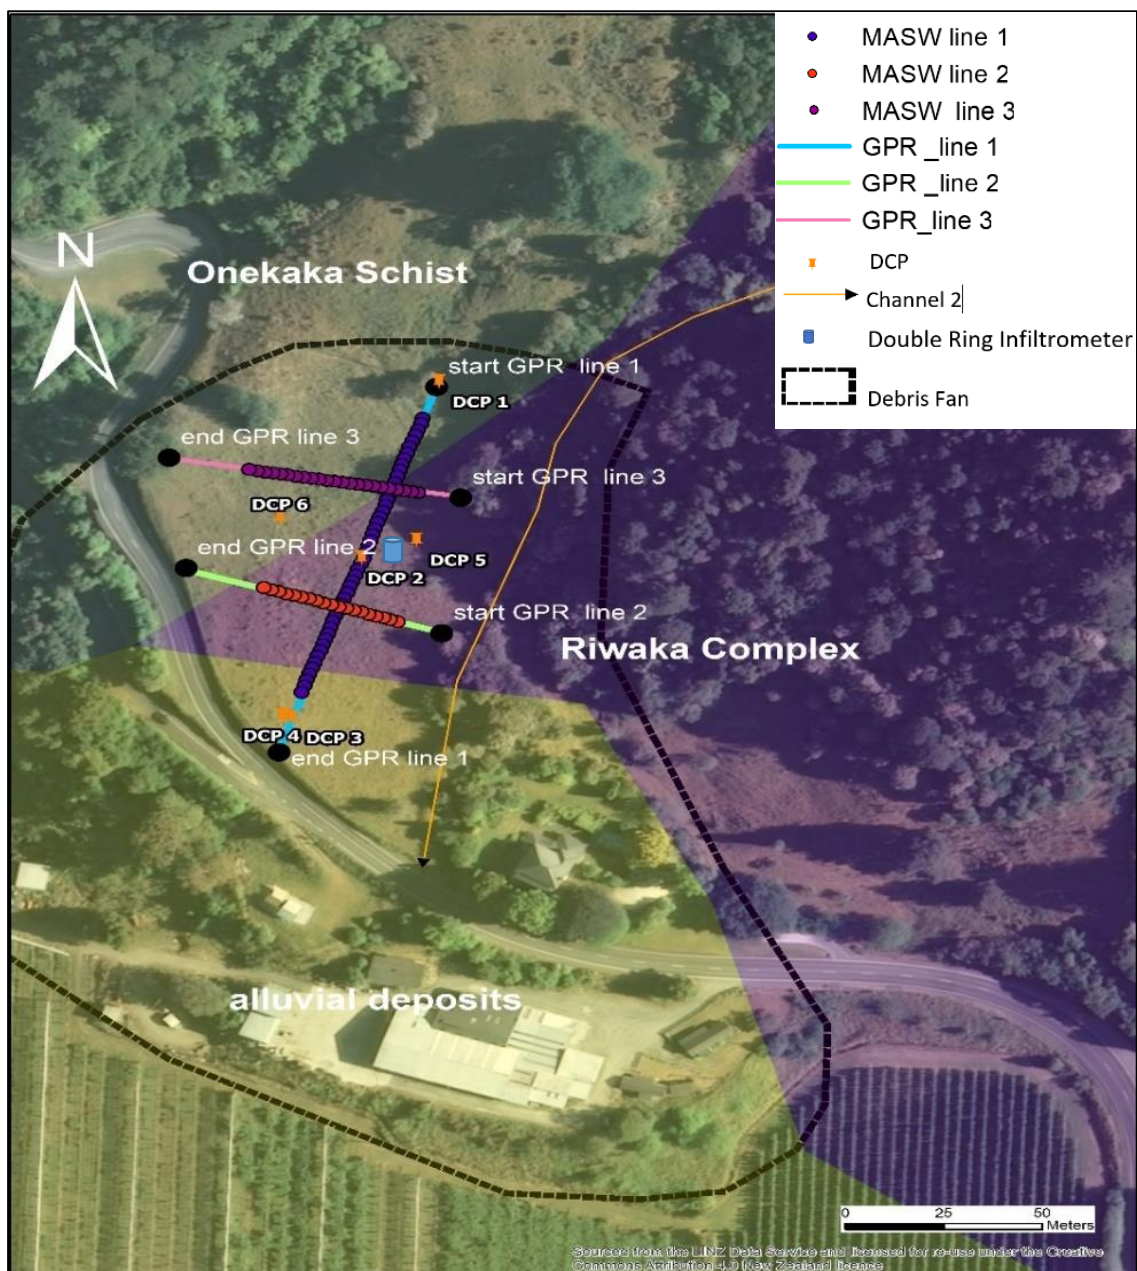 MASW line 1
MASW line 2
MASW line 3
GPR _line 1
GPR _line 2
GPR_line 3
DCP
Channel 2
Double Ring Infiltrometer
Debris Fan
N
Onekaka Schist
start GPR line 1
DCP 1
end GPR line 3
start GPR line 3
DCP 6
end GPR line 2
DCP 5
DCP 2
start GPR line 2
Riwaka Complex
DCP 4 DCP 3
end GPR line 1
alluvial deposits
0 25 50
Meters
Sourced from the LINZ Data Service and licensed for re-use under the Creative
Commons Attribution 4.0 New Zealand licence